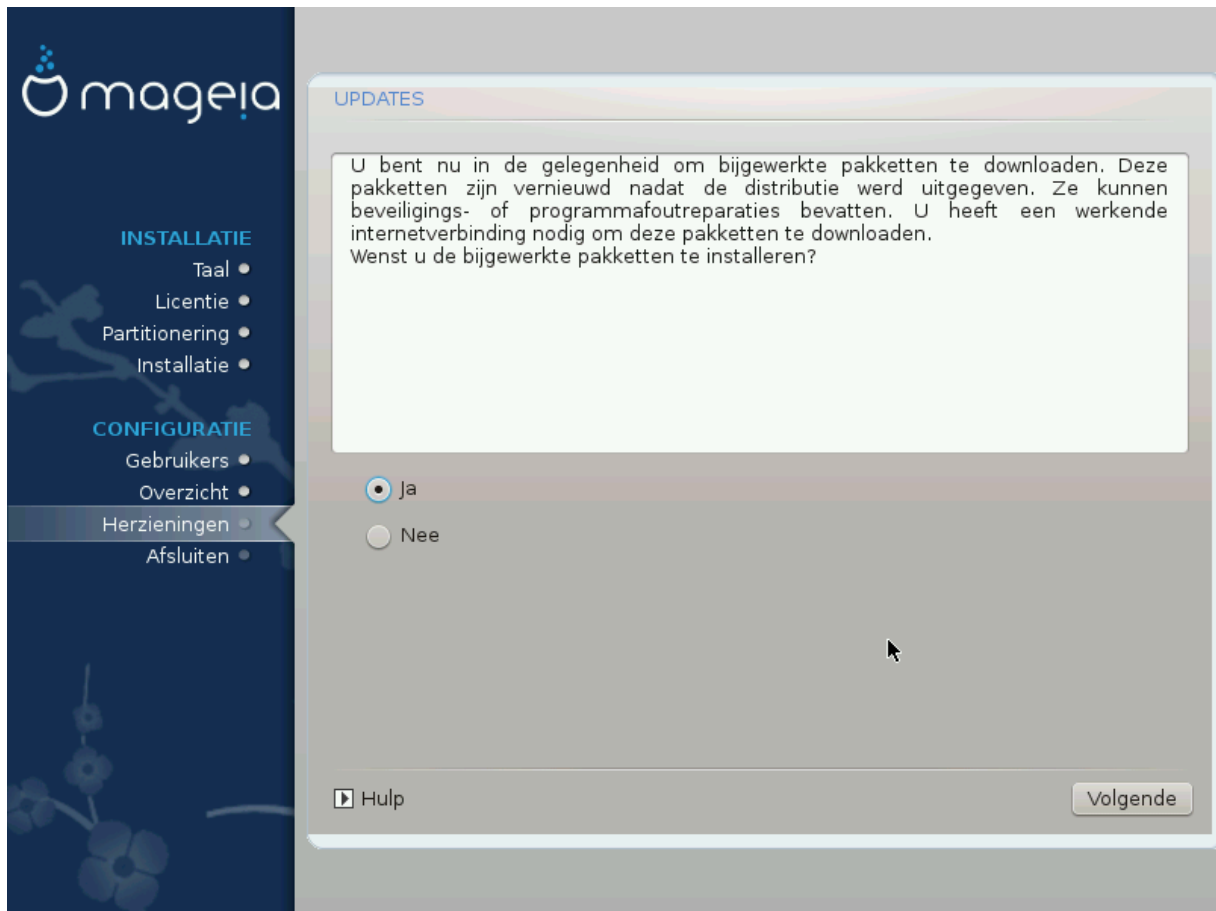 mageia
INSTALLATIE
Taal
Licentie
Partitionering
Installatie
CONFIGURATIE
Gebruikers
Overzicht
Herzieningen
Afsluiten
UPDATES
U bent nu in de gelegenheid om bijgewerkte pakketten te downloaden. Deze
pakketten zijn vernieuwd nadat de distributie werd uitgegeven. Ze kunnen
beveiligings- of programmafoutreparaties bevatten. U heeft een werkende
internetverbinding nodig om deze pakketten te downloaden.
Wenst u de bijgewerkte pakketten te installeren?
Ja
Nee
Hulp
Volgende